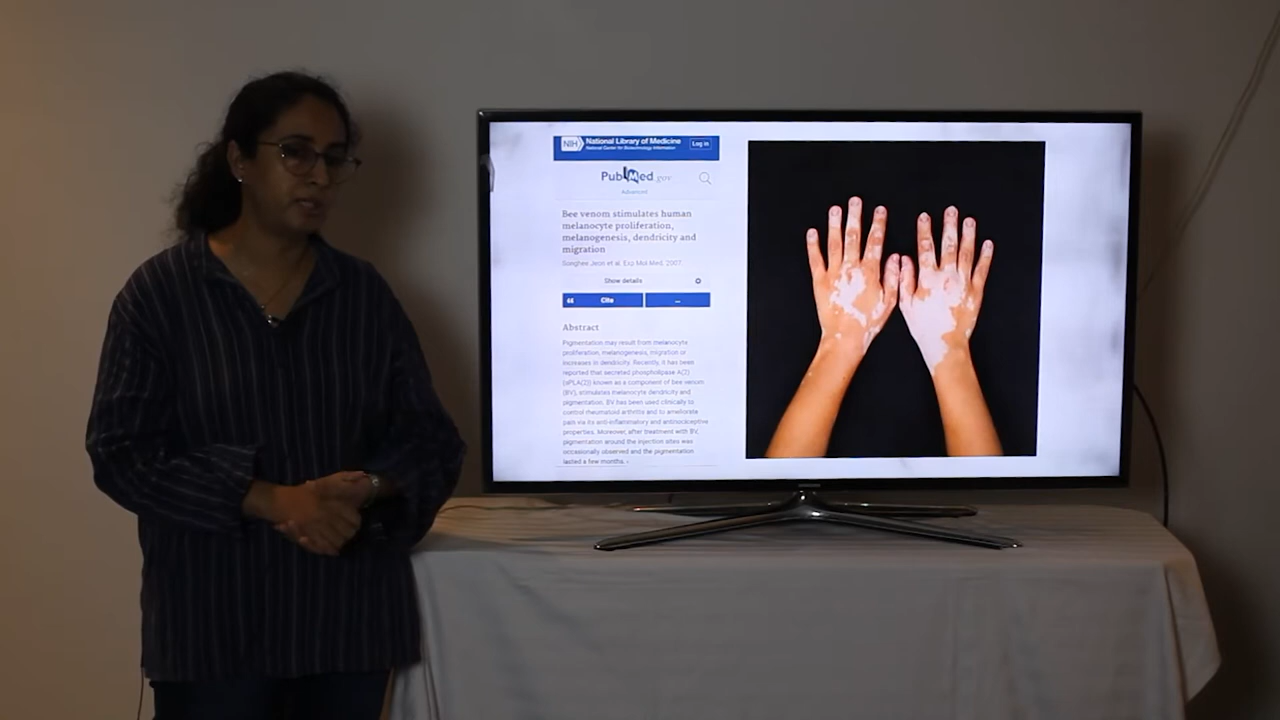 NIH National Library of Medicine
National Center for Biotechnology Information
Log in
PubMed.gov
Advanced
Bee venom stimulates human
melanocyte proliferation,
melanogenesis, dendricity and
migration
Songhee Jeon et al. Exp Mol Med. 2007.
Show details
Cite
...
Abstract
Pigmentation may result from melanocyte
proliferation, melanogenesis, migration or
increases in dendricity. Recently, it has been
reported that secreted phospholipase A(2)
(sPLA(2)) known as a component of bee venom
(BV), stimulates melanocyte dendricity and
pigmentation. BV has been used clinically to
control rheumatoid arthritis and to ameliorate
pain via its anti-inflammatory and antinociceptive
properties. Moreover, after treatment with BV,
pigmentation around the injection sites was
occasionally observed and the pigmentation
lasted a few months.
SAMSUNG